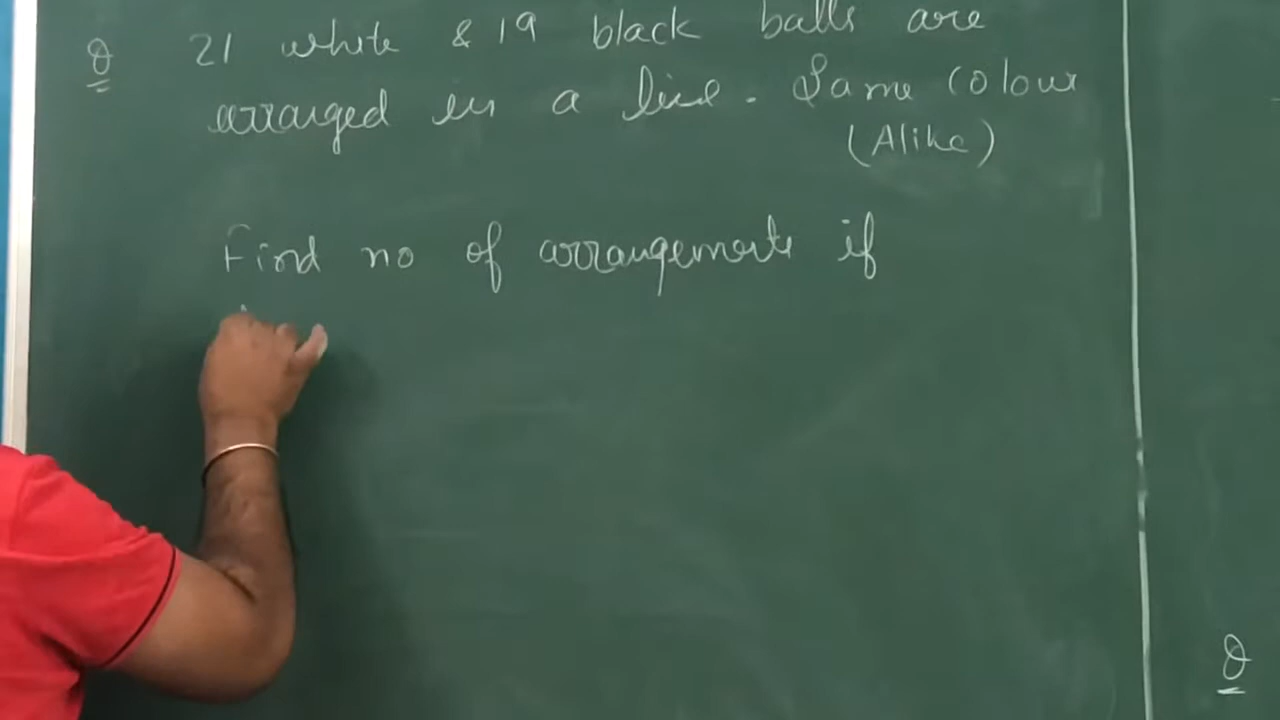 Q 21 white & 19 black balls are
arranged in a line. Same Colour
(Alike)
Find no of arrangements if
Q